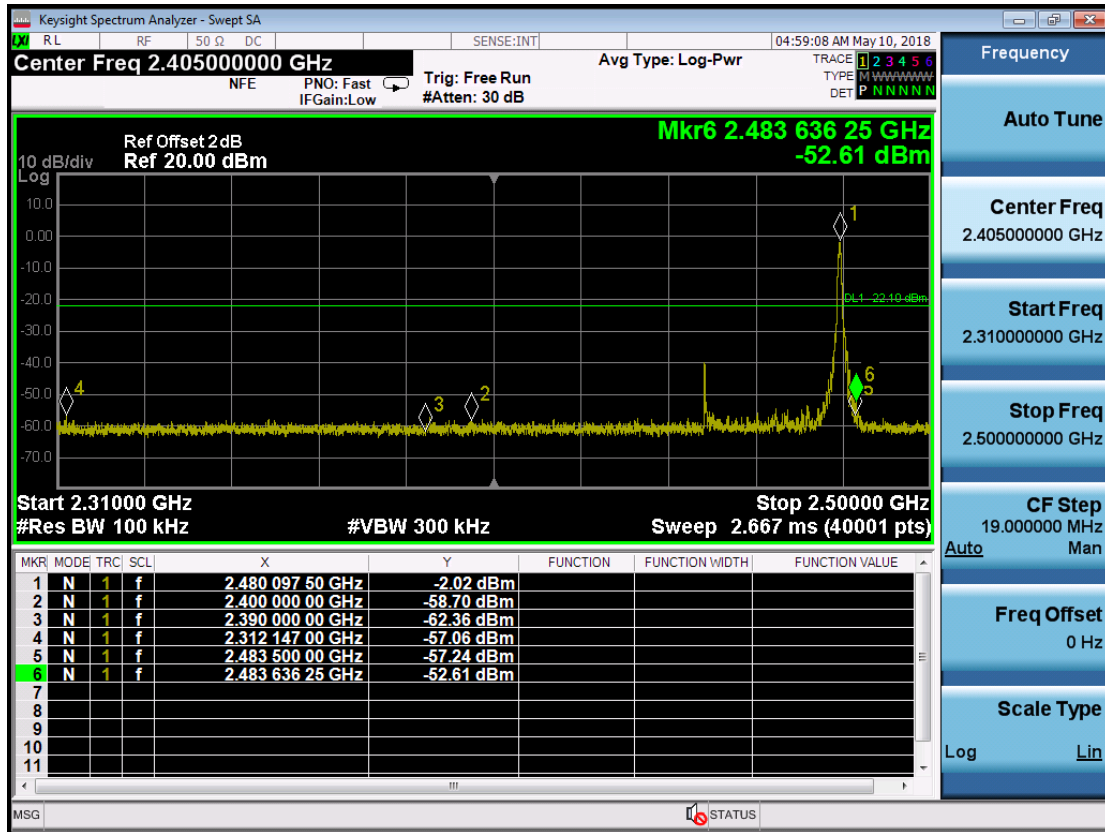 Keysight Spectrum Analyzer - Swept SA
LXI RL RF 50 Ω DC SENSE:INT 04:59:08 AM May 10, 2018
Center Freq 2.405000000 GHz
NFE PNO: Fast Trig: Free Run Avg Type: Log-Pwr TRACE 1 2 3 4 5 6
IFGain:Low #Atten: 30 dB TYPE M WWWWW
DET P N N N N N
Mkr6 2.483 636 25 GHz
-52.61 dBm
Ref Offset 2 dB
10 dB/div Ref 20.00 dBm
Log
10.0
0.00
-10.0
-20.0
-30.0
-40.0
-50.0
-60.0
-70.0
1
DL1 -22.10 dBm
6
5
4
3
2
Start 2.31000 GHz Stop 2.50000 GHz
#Res BW 100 kHz #VBW 300 kHz Sweep 2.667 ms (40001 pts)
MKR MODE TRC SCL X Y FUNCTION FUNCTION WIDTH FUNCTION VALUE
1 N 1 f 2.480 097 50 GHz -2.02 dBm
2 N 1 f 2.400 000 00 GHz -58.70 dBm
3 N 1 f 2.390 000 00 GHz -62.36 dBm
4 N 1 f 2.312 147 00 GHz -57.06 dBm
5 N 1 f 2.483 500 00 GHz -57.24 dBm
6 N 1 f 2.483 636 25 GHz -52.61 dBm
7
8
9
10
11
MSG STATUS
Frequency
Auto Tune
Center Freq
2.405000000 GHz
Start Freq
2.310000000 GHz
Stop Freq
2.500000000 GHz
CF Step
19.000000 MHz
Auto Man
Freq Offset
0 Hz
Scale Type
Log Lin